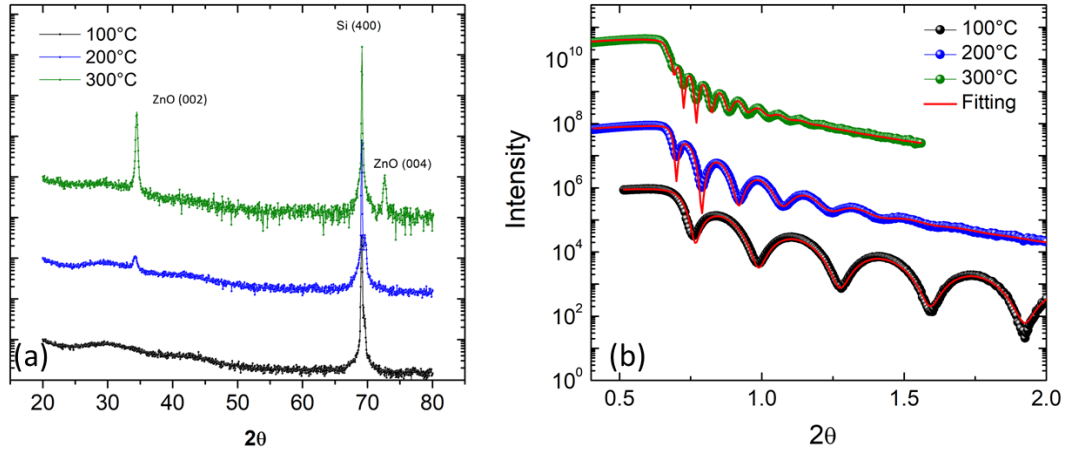 100°C
200°C
300°C
Si (400)
ZnO (002)
ZnO (004)
(a)
20 30 40 50 60 70 80
2θ
100°C
200°C
300°C
Fitting
10^10
10^8
10^6
10^4
10^2
10^0
Intensity
(b)
0.5 1.0 1.5 2.0
2θ